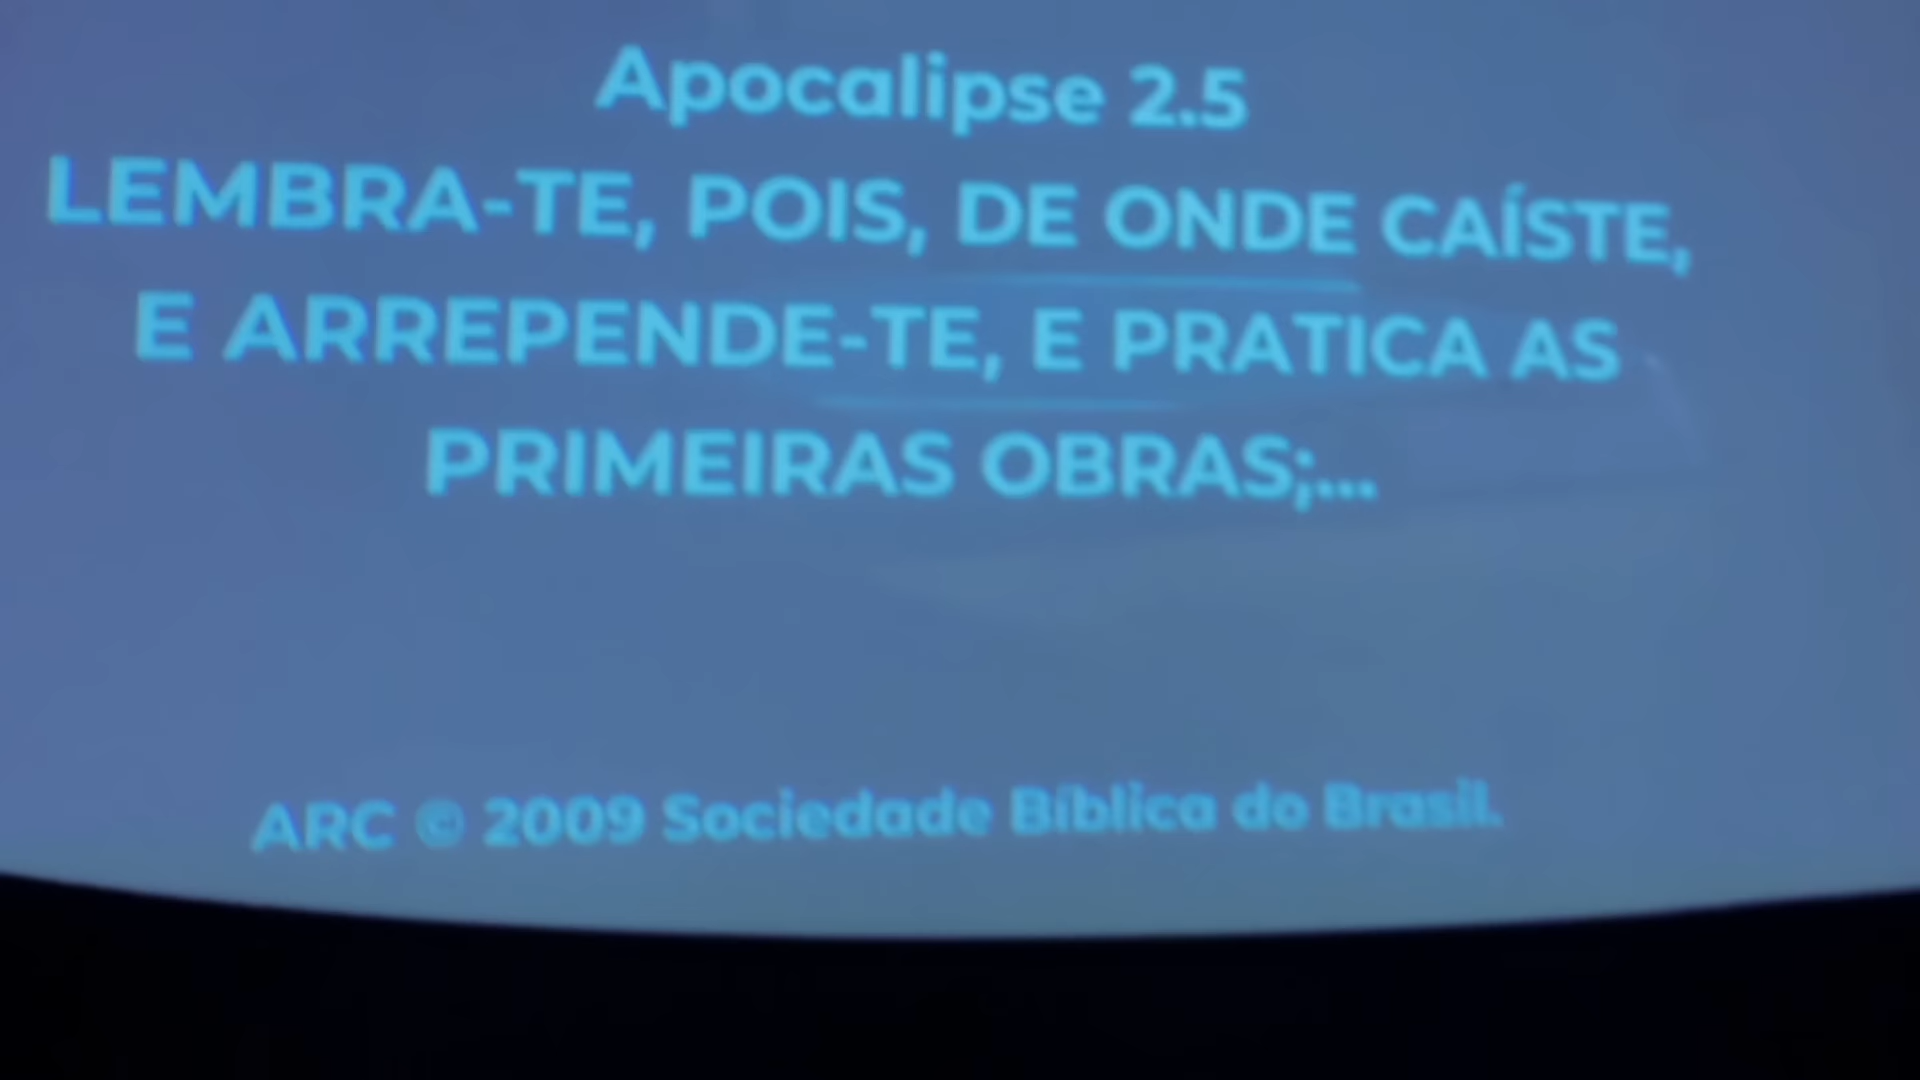 Apocalipse 2.5
LEMBRA-TE, POIS, DE ONDE CAÍSTE,
E ARREPENDE-TE, E PRATICA AS
PRIMEIRAS OBRAS;...
ARC © 2009 Sociedade Bíblica do Brasil.